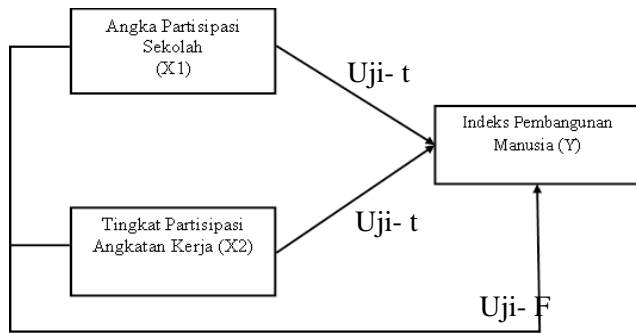 Angka Partisipasi
Sekolah
(X1)
Uji- t
Indeks Pembangunan
Manusia (Y)
Tingkat Partisipasi
Angkatan Kerja (X2)
Uji- t
Uji- F